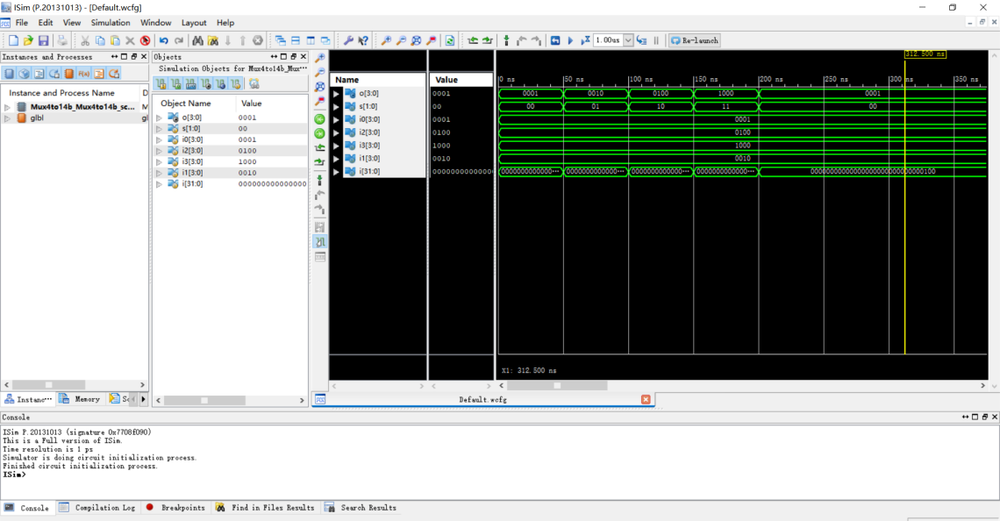 ISim (P.20131013) - [Default.wcfg]
File Edit View Simulation Window Layout Help
1.00us
Re-launch
Instances and Processes
Instance and Process Name D
Mux4to14b_Mux4to14b_sc... M
glbl gl
Instanc···
Memory
Objects
Simulation Objects for Mux4to14b_Mux···
Object Name Value
o[3:0] 0001
s[1:0] 00
i0[3:0] 0001
i2[3:0] 0100
i3[3:0] 1000
i1[3:0] 0010
i[31:0] 0000000000000
Name Value
o[3:0] 0001
s[1:0] 00
i0[3:0] 0001
i2[3:0] 0100
i3[3:0] 1000
i1[3:0] 0010
i[31:0]
312.500 ns
0 ns 50 ns 100 ns 150 ns 200 ns 250 ns 300 ns 350 ns
0001 0010 0100 1000 0001
00 01 10 11 00
0001
0100
1000
0010
X1: 312.500 ns
Default.wcfg
Console
ISim P.20131013 (signature 0x7708f090)
This is a Full version of ISim.
Time resolution is 1 ps
Simulator is doing circuit initialization process.
Finished circuit initialization process.
ISim>
Console Compilation Log Breakpoints Find in Files Results Search Results